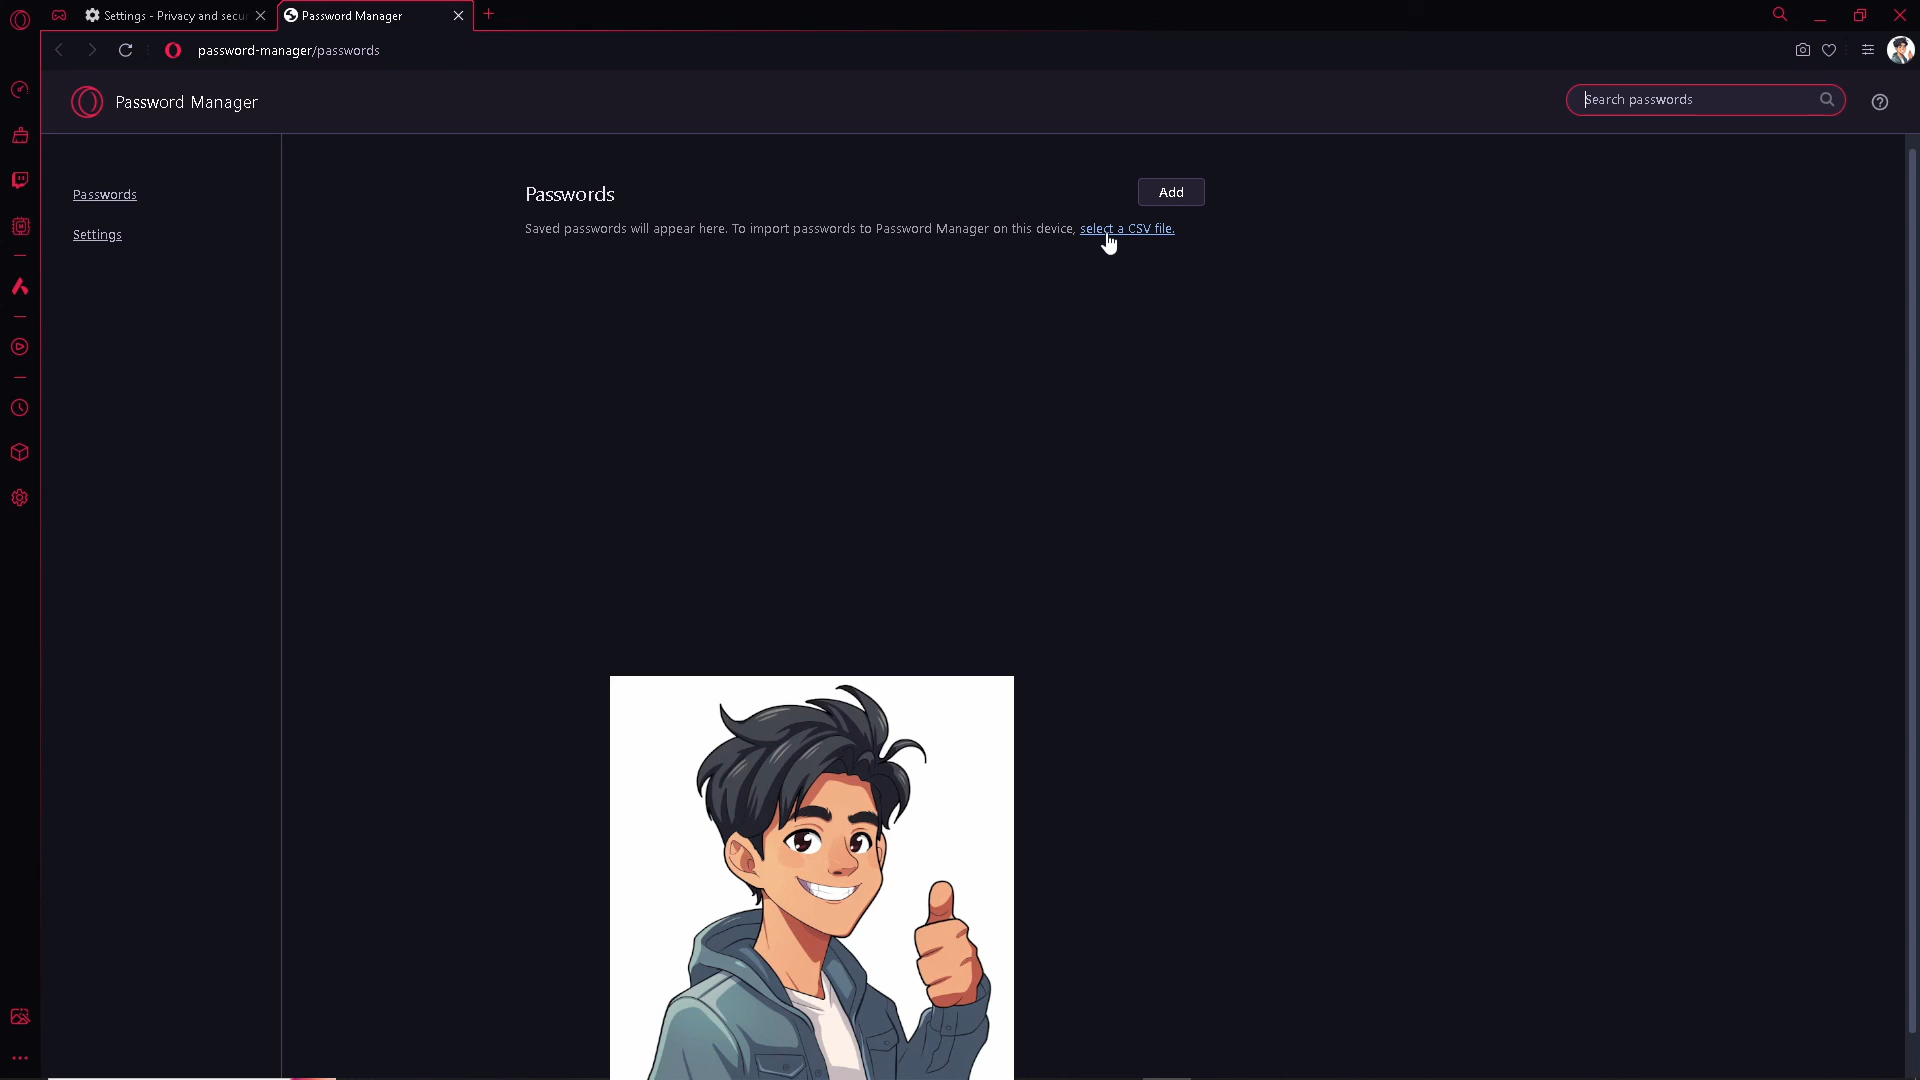 Settings - Privacy and secur
Password Manager
password-manager/passwords
Password Manager
Search passwords
Passwords
Settings
Passwords
Add
Saved passwords will appear here. To import passwords to Password Manager on this device, select a CSV file.